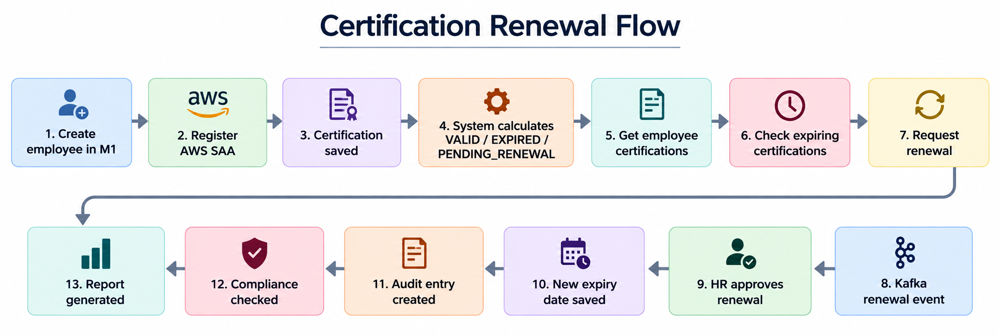 Certification Renewal Flow
1. Create
employee in M1
aws
2. Register
AWS SAA
3. Certification
saved
4. System calculates
VALID / EXPIRED /
PENDING_RENEWAL
5. Get employee
certifications
6. Check expiring
certifications
7. Request
renewal
13. Report
generated
12. Compliance
checked
11. Audit entry
created
10. New expiry
date saved
9. HR approves
renewal
8. Kafka
renewal event